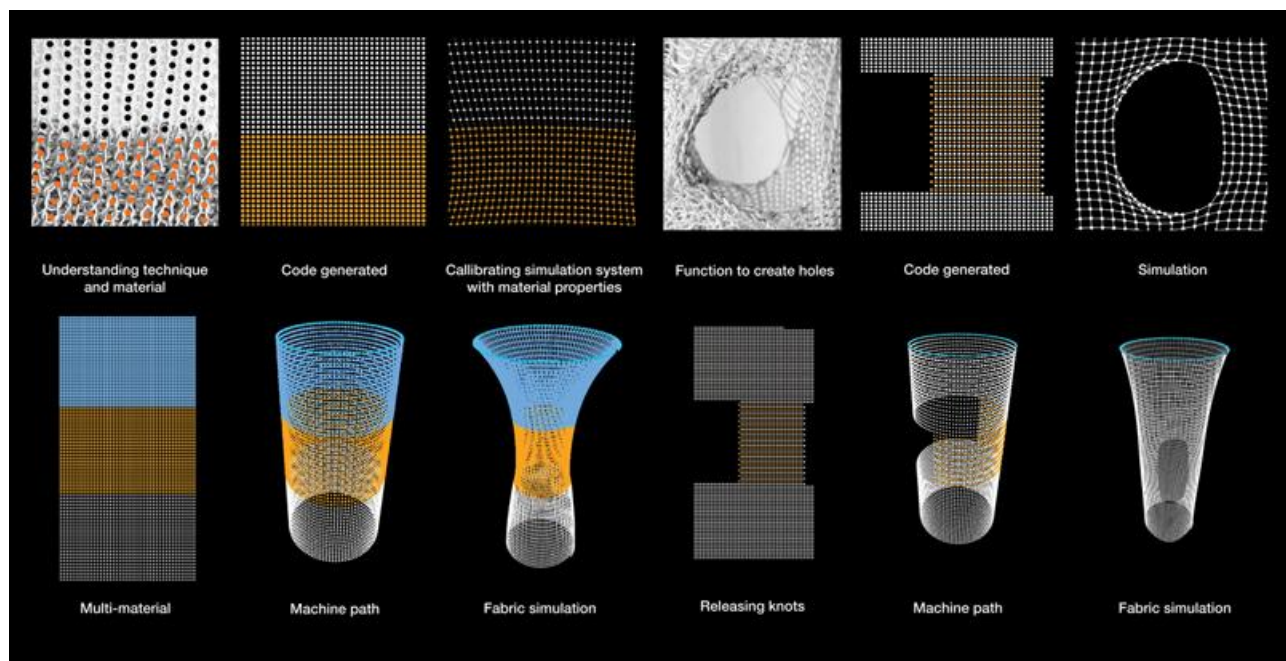 Understanding technique
and material
Code generated
Callibrating simulation system
with material properties
Function to create holes
Code generated
Simulation
Multi-material
Machine path
Fabric simulation
Releasing knots
Machine path
Fabric simulation